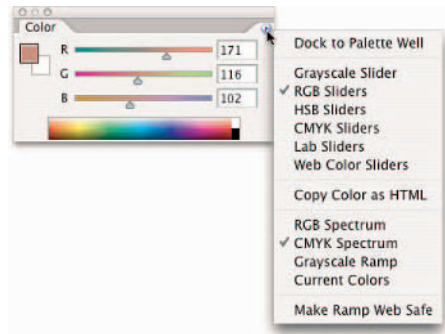 Color
R 171
G 116
B 102
Dock to Palette Well
Grayscale Slider
✓ RGB Sliders
HSB Sliders
CMYK Sliders
Lab Sliders
Web Color Sliders
Copy Color as HTML
RGB Spectrum
✓ CMYK Spectrum
Grayscale Ramp
Current Colors
Make Ramp Web Safe